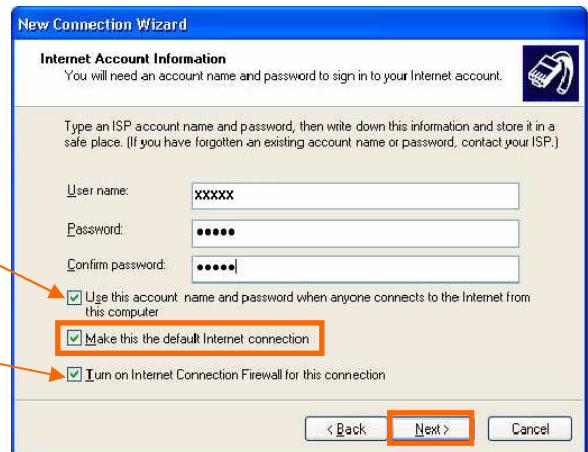 New Connection Wizard
Internet Account Information
You will need an account name and password to sign in to your Internet account.
Type an ISP account name and password, then write down this information and store it in a
safe place. (If you have forgotten an existing account name or password, contact your ISP.)
User name:
xxxxx
Password:
●●●●●
Confirm password:
●●●●●
Use this account name and password when anyone connects to the Internet from
this computer
Make this the default Internet connection
Turn on Internet Connection Firewall for this connection
< Back Next > Cancel